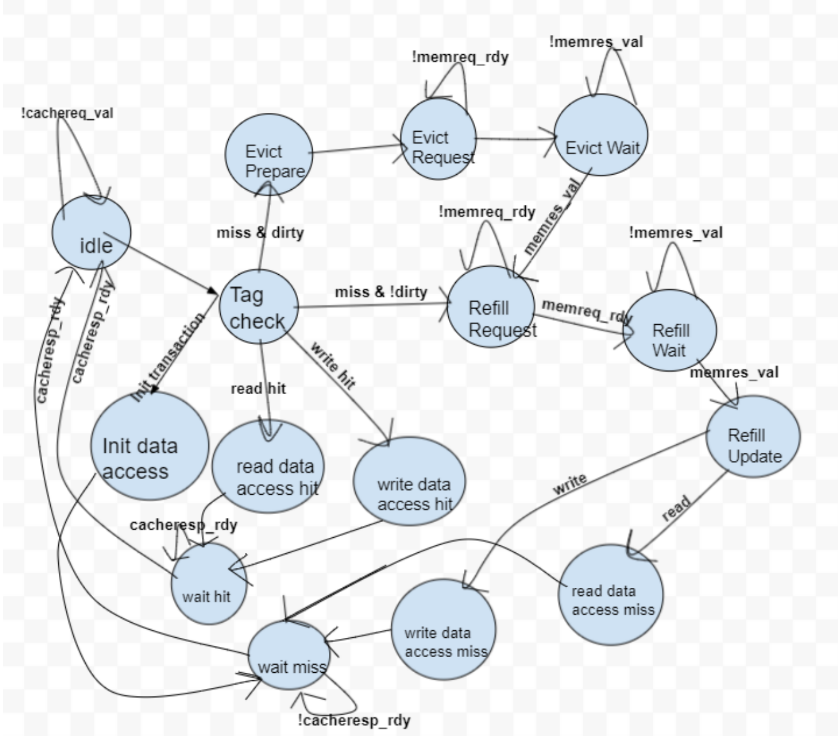 !memres_val
!memreq_rdy
!cachereq_val
Evict
Prepare
Evict
Request
Evict Wait
memres_val
!memreq_rdy
miss & dirty
!memres_val
idle
Tag
check
miss & !dirty
Refill
Request
memreq_rdy
Refill
Wait
cacheresp_rdy
cacheresp_rdy
Init transaction
read hit
write hit
memres_val
Init data
access
read data
access hit
write data
access hit
Refill
Update
write
read
cacheresp_rdy
wait hit
read data
access miss
write data
access miss
wait miss
!cacheresp_rdy